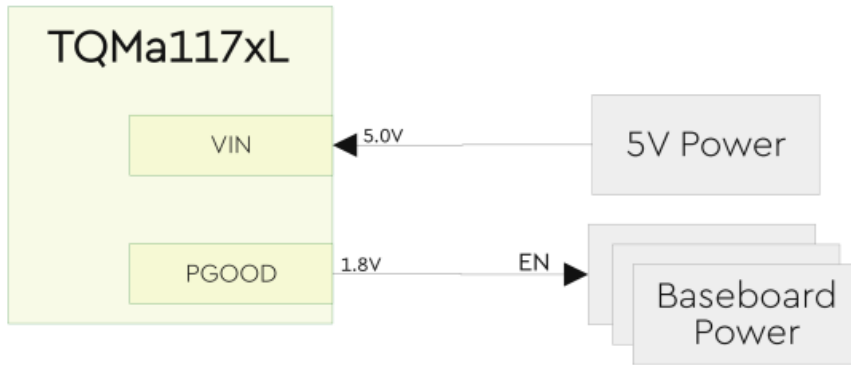 TQMa117xL
VIN
5.0V
5V Power
PGOOD
1.8V
EN
Baseboard
Power